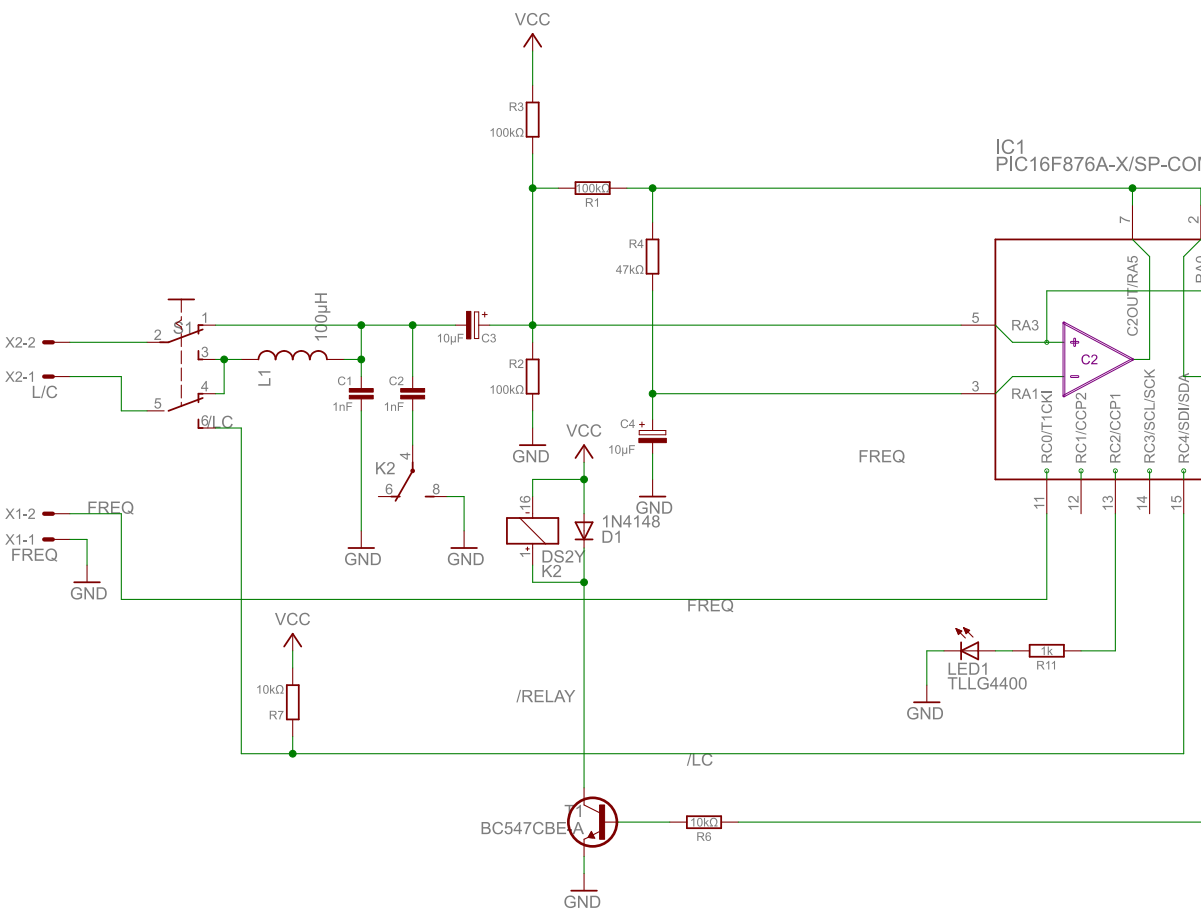 VCC
R3
100kΩ
IC1
PIC16F876A-X/SP-CON
100kΩ
R1
7
2
R4
47kΩ
C2OUT/RA5
RA0
100µH
S1
1
2
3
4
5
6
X2-2
X2-1
L/C
/LC
L1
10µF
C3
5
RA3
C2
R2
100kΩ
C1
1nF
C2
1nF
3
RA1
RC0/T1CKI
RC1/CCP2
RC2/CCP1
RC3/SCL/SCK
RC4/SDI/SDA
C4
10µF
VCC
GND
FREQ
K2
4
6
8
11
12
13
14
15
X1-2
FREQ
X1-1
FREQ
GND
GND
GND
GND
16
1
1N4148
D1
DS2Y
K2
FREQ
VCC
10kΩ
R7
/RELAY
LED1
TLLG4400
1k
R11
GND
/LC
T1
BC547CBE-A
10kΩ
R6
GND